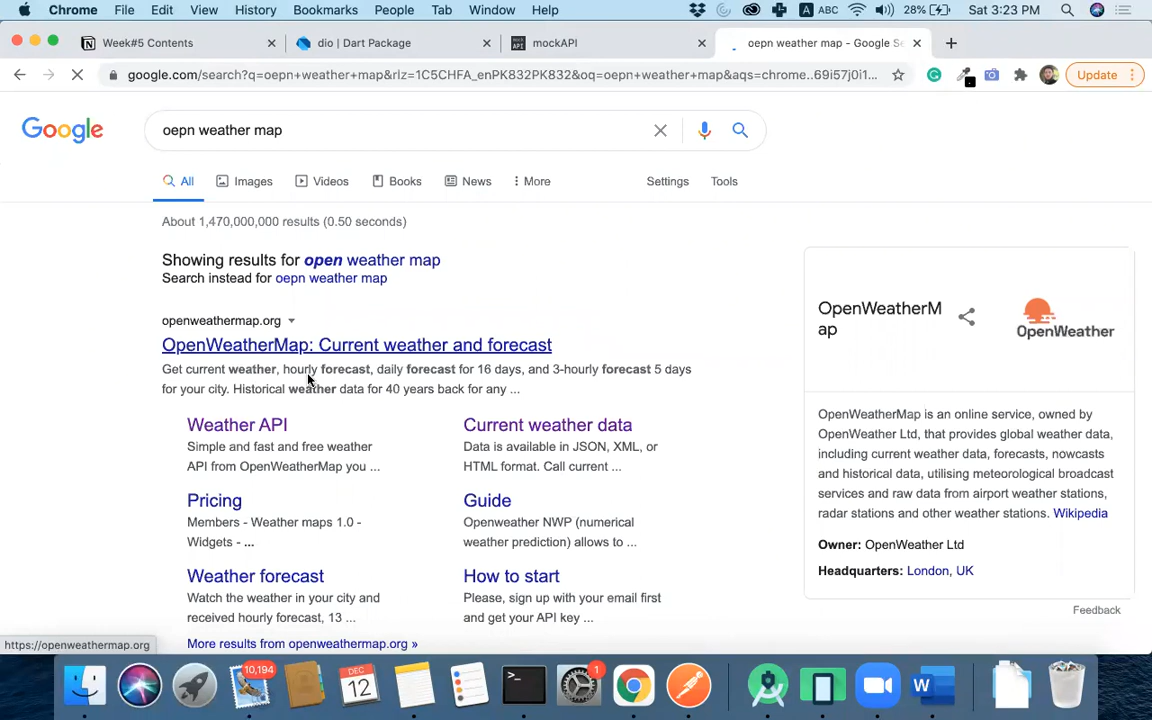 Chrome File Edit View History Bookmarks People Tab Window Help A ABC 28% Sat 3:23 PM
Week#5 Contents
dio | Dart Package
mockAPI
oepn weather map - Google Se
google.com/search?q=oepn+weather+map&rlz=1C5CHFA_enPK832PK832&oq=oepn+weather+map&aqs=chrome..69i57j0i1...
Update
Google
oepn weather map
All Images Videos Books News More Settings Tools
About 1,470,000,000 results (0.50 seconds)
Showing results for open weather map
Search instead for oepn weather map
openweathermap.org
OpenWeatherMap: Current weather and forecast
Get current weather, hourly forecast, daily forecast for 16 days, and 3-hourly forecast 5 days
for your city. Historical weather data for 40 years back for any ...
Weather API
Simple and fast and free weather
API from OpenWeatherMap you ...
Current weather data
Data is available in JSON, XML, or
HTML format. Call current ...
Pricing
Members - Weather maps 1.0 -
Widgets - ...
Guide
Openweather NWP (numerical
weather prediction) allows to ...
Weather forecast
Watch the weather in your city and
received hourly forecast, 13 ...
How to start
Please, sign up with your email first
and get your API key ...
More results from openweathermap.org »
OpenWeatherM
ap
OpenWeather
OpenWeatherMap is an online service, owned by
OpenWeather Ltd, that provides global weather data,
including current weather data, forecasts, nowcasts
and historical data, utilising meteorological broadcast
services and raw data from airport weather stations,
radar stations and other weather stations. Wikipedia
Owner: OpenWeather Ltd
Headquarters: London, UK
Feedback
https://openweathermap.org
10,194
DEC
12
1
W